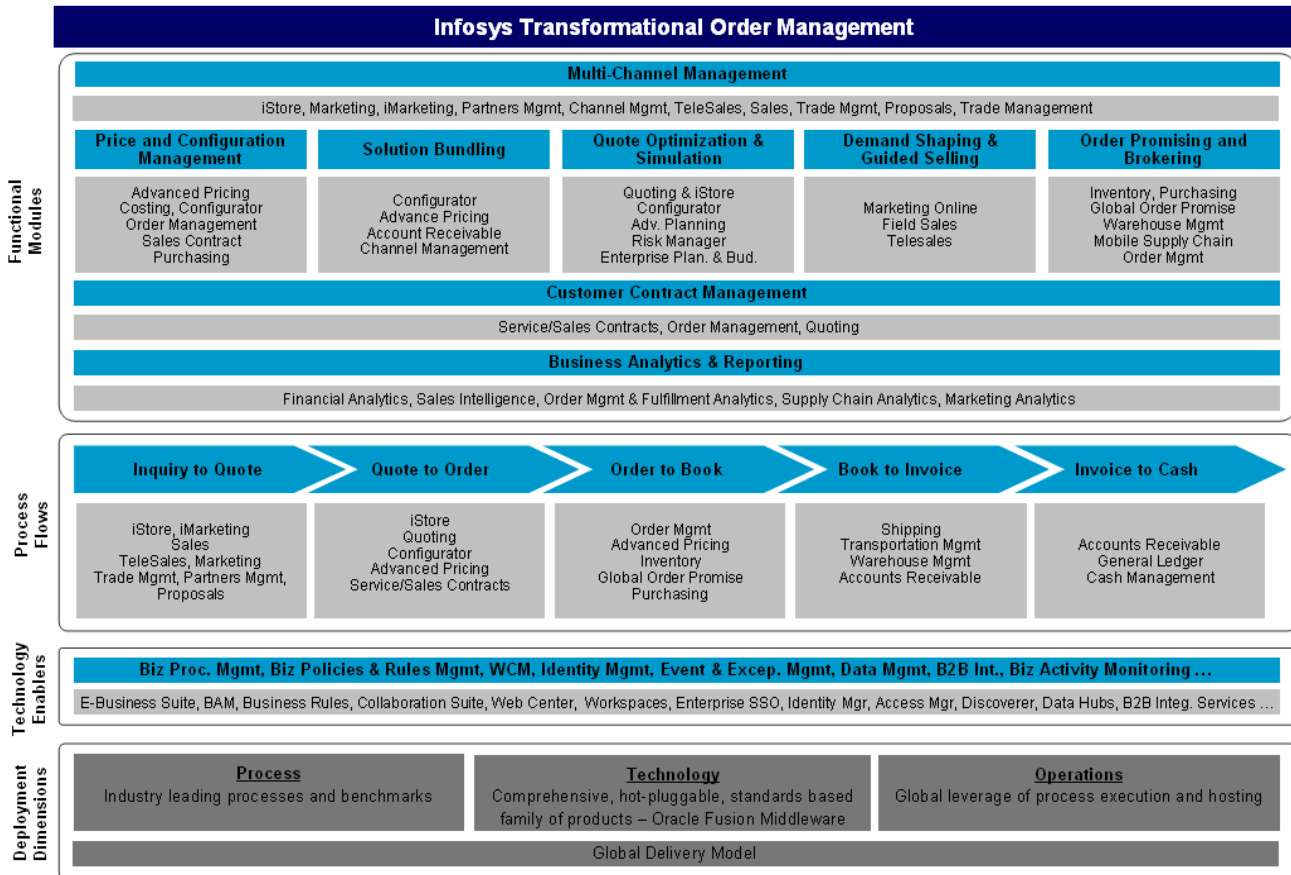 Infosys Transformational Order Management
Functional
Modules
Multi-Channel Management
iStore, Marketing, iMarketing, Partners Mgmt, Channel Mgmt, TeleSales, Sales, Trade Mgmt, Proposals, Trade Management
Price and Configuration
Management
Advanced Pricing
Costing, Configurator
Order Management
Sales Contract
Purchasing
Solution Bundling
Configurator
Advance Pricing
Account Receivable
Channel Management
Quote Optimization &
Simulation
Quoting & iStore
Configurator
Adv. Planning
Risk Manager
Enterprise Plan. & Bud.
Demand Shaping &
Guided Selling
Marketing Online
Field Sales
Telesales
Order Promising and
Brokering
Inventory, Purchasing
Global Order Promise
Warehouse Mgmt
Mobile Supply Chain
Order Mgmt
Customer Contract Management
Service/Sales Contracts, Order Management, Quoting
Business Analytics & Reporting
Financial Analytics, Sales Intelligence, Order Mgmt & Fulfillment Analytics, Supply Chain Analytics, Marketing Analytics
Process
Flows
Inquiry to Quote
iStore, iMarketing
Sales
TeleSales, Marketing
Trade Mgmt, Partners Mgmt,
Proposals
Quote to Order
iStore
Quoting
Configurator
Advanced Pricing
Service/Sales Contracts
Order to Book
Order Mgmt
Advanced Pricing
Inventory
Global Order Promise
Purchasing
Book to Invoice
Shipping
Transportation Mgmt
Warehouse Mgmt
Accounts Receivable
Invoice to Cash
Accounts Receivable
General Ledger
Cash Management
Technology
Enablers
Biz Proc. Mgmt, Biz Policies & Rules Mgmt, WCM, Identity Mgmt, Event & Excep. Mgmt, Data Mgmt, B2B Int., Biz Activity Monitoring ...
E-Business Suite, BAM, Business Rules, Collaboration Suite, Web Center, Workspaces, Enterprise SSO, Identity Mgr, Access Mgr, Discoverer, Data Hubs, B2B Integ. Services ...
Deployment
Dimensions
Process
Industry leading processes and benchmarks
Technology
Comprehensive, hot-pluggable, standards based
family of products – Oracle Fusion Middleware
Operations
Global leverage of process execution and hosting
Global Delivery Model